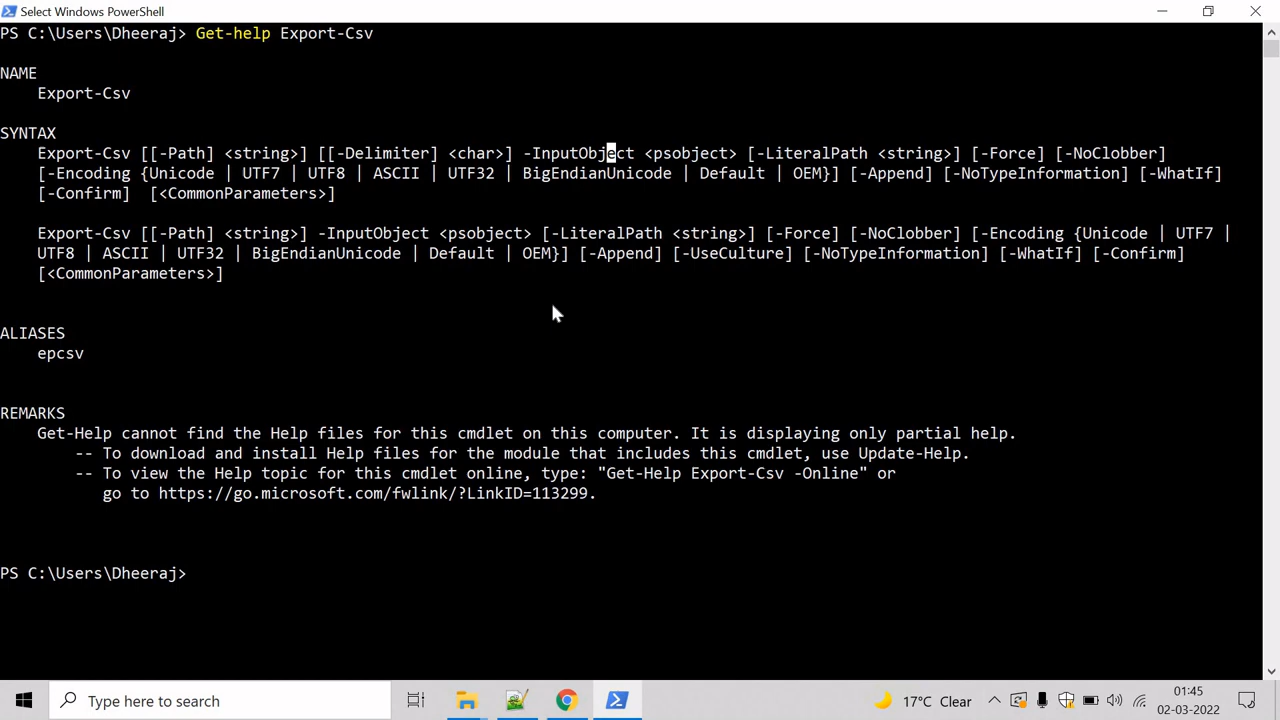 Select Windows PowerShell
PS C:\Users\Dheeraj> Get-help Export-Csv
NAME
Export-Csv
SYNTAX
Export-Csv [[-Path] <string>] [[-Delimiter] <char>] -InputObject <psobject> [-LiteralPath <string>] [-Force] [-NoClobber]
[-Encoding {Unicode | UTF7 | UTF8 | ASCII | UTF32 | BigEndianUnicode | Default | OEM}] [-Append] [-NoTypeInformation] [-WhatIf]
[-Confirm]  [<CommonParameters>]
Export-Csv [[-Path] <string>] -InputObject <psobject> [-LiteralPath <string>] [-Force] [-NoClobber] [-Encoding {Unicode | UTF7 |
UTF8 | ASCII | UTF32 | BigEndianUnicode | Default | OEM}] [-Append] [-UseCulture] [-NoTypeInformation] [-WhatIf] [-Confirm]
[<CommonParameters>]
ALIASES
epcsv
REMARKS
Get-Help cannot find the Help files for this cmdlet on this computer. It is displaying only partial help.
-- To download and install Help files for the module that includes this cmdlet, use Update-Help.
-- To view the Help topic for this cmdlet online, type: "Get-Help Export-Csv -Online" or
go to https://go.microsoft.com/fwlink/?LinkID=113299.
PS C:\Users\Dheeraj>
Type here to search
17°C Clear
01:45
02-03-2022